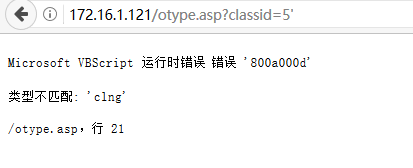 172.16.1.121/otype.asp?classid=5'
Microsoft VBScript 运行时错误 错误 '800a000d'
类型不匹配: 'clng'
/otype.asp，行 21